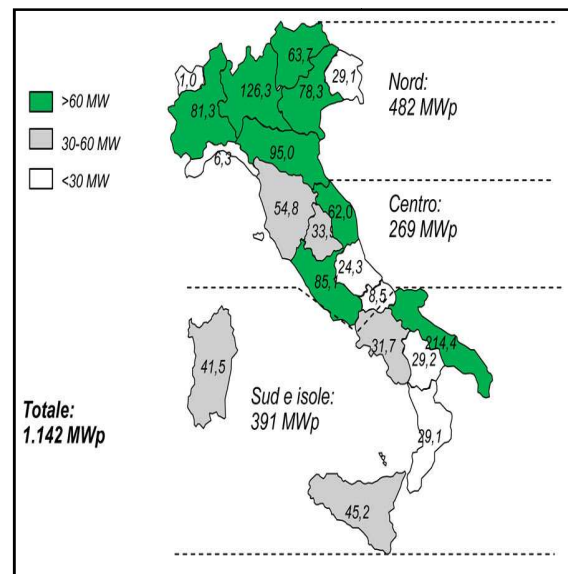 >60 MW
30-60 MW
<30 MW
1,0
63,7
29,1
126,3
78,3
81,3
95,0
6,3
Nord:
482 MWp
54,8
62,0
33,9
Centro:
269 MWp
24,3
85,
8,5
214,4
31,7
29,2
41,5
Sud e isole:
391 MWp
Totale:
1.142 MWp
29,1
45,2